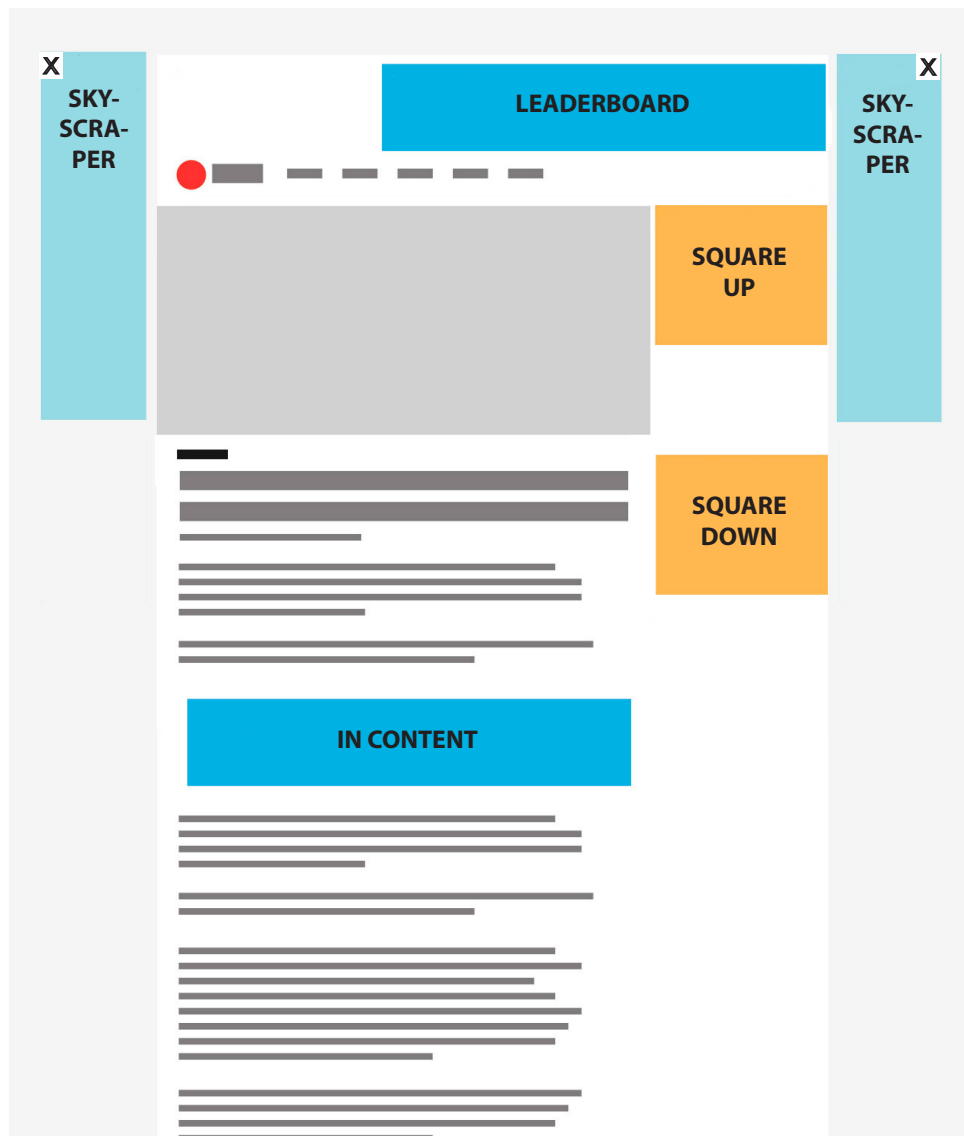 X
SKY-
SCRA-
PER
LEADERBOARD
X
SKY-
SCRA-
PER
SQUARE
UP
SQUARE
DOWN
IN CONTENT